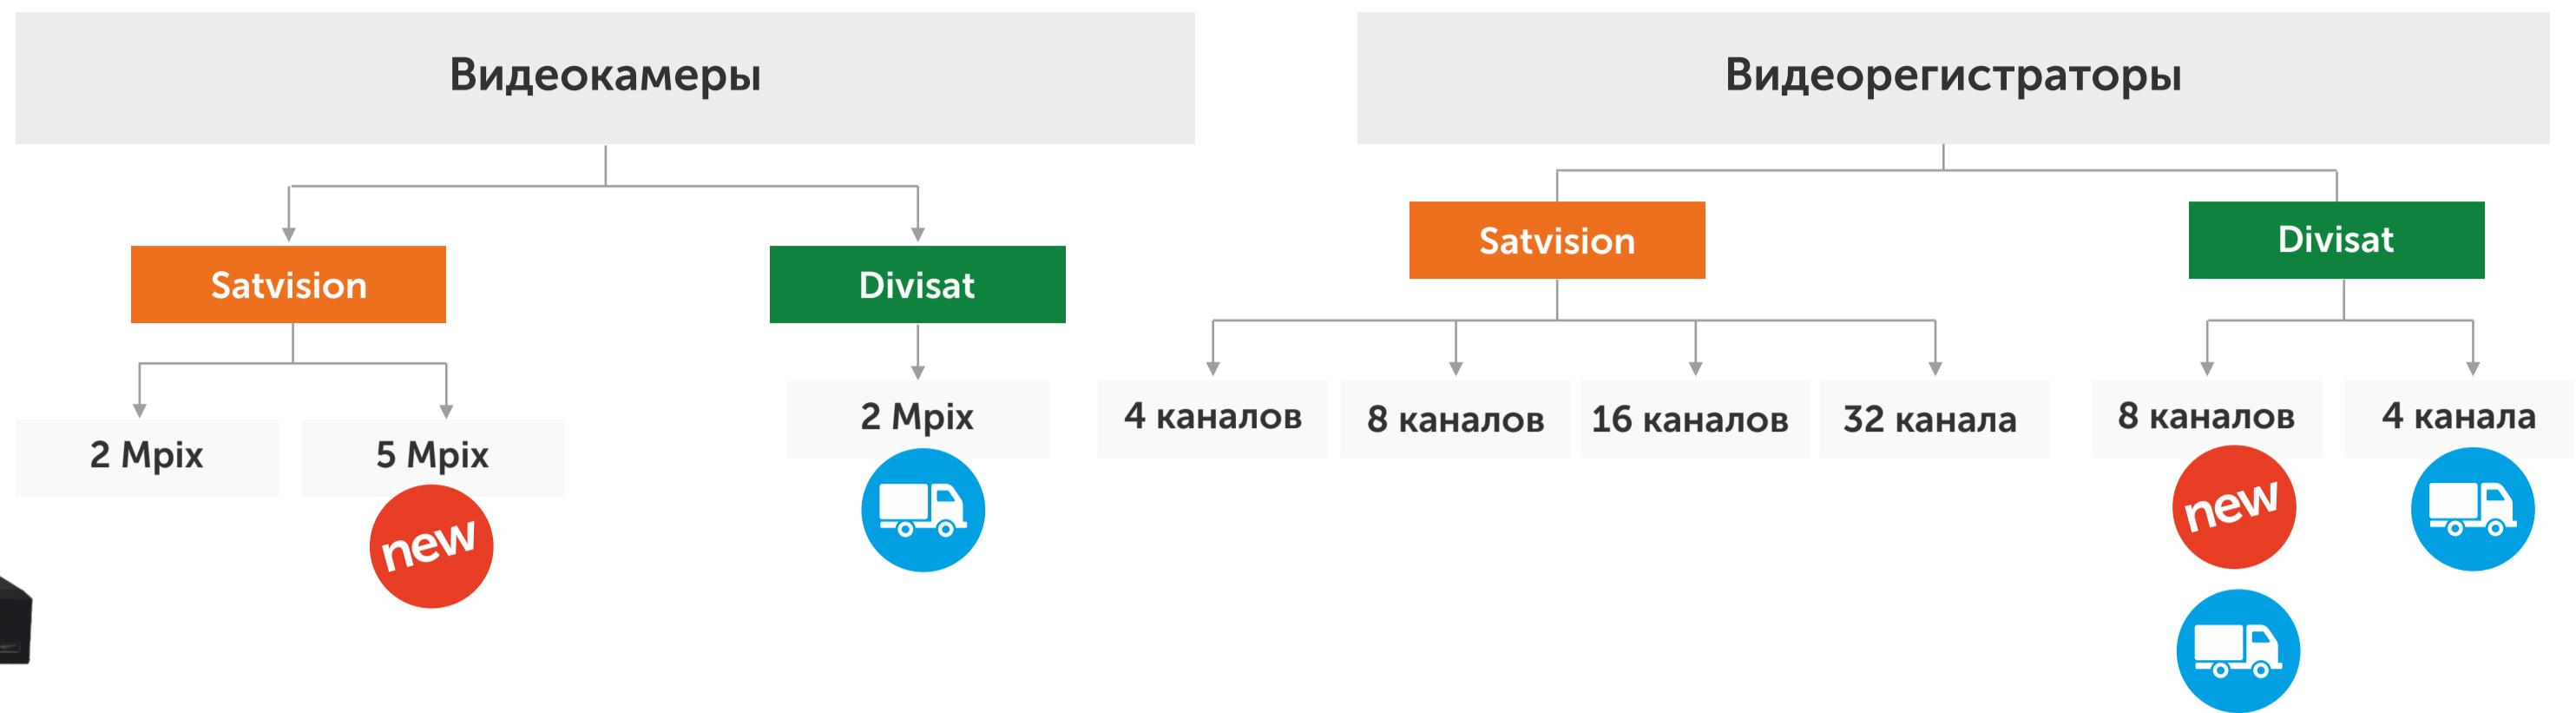 Видеокамеры
Satvision
Divisat
2 Mpix
5 Mpix
new
2 Mpix
Видеорегистраторы
Satvision
Divisat
4 каналов
8 каналов
16 каналов
32 канала
8 каналов
new
4 канала